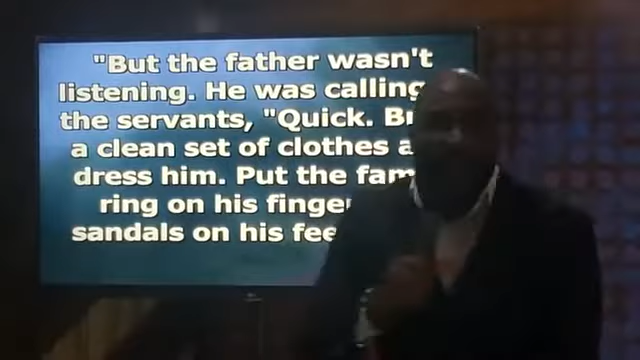 "But the father wasn't
listening. He was calling
the servants, "Quick.
a clean set of clothes
dress him. Put the
ring on his finger
sandals on his